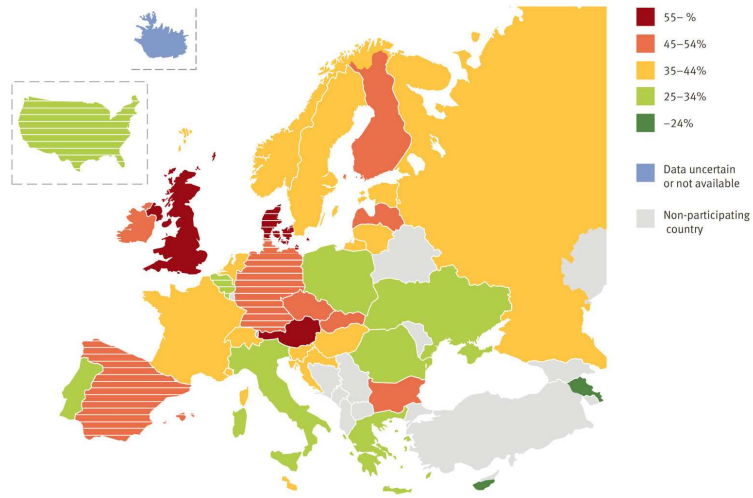 55– %
45–54%
35–44%
25–34%
–24%
Data uncertain
or not available
Non-participating
country